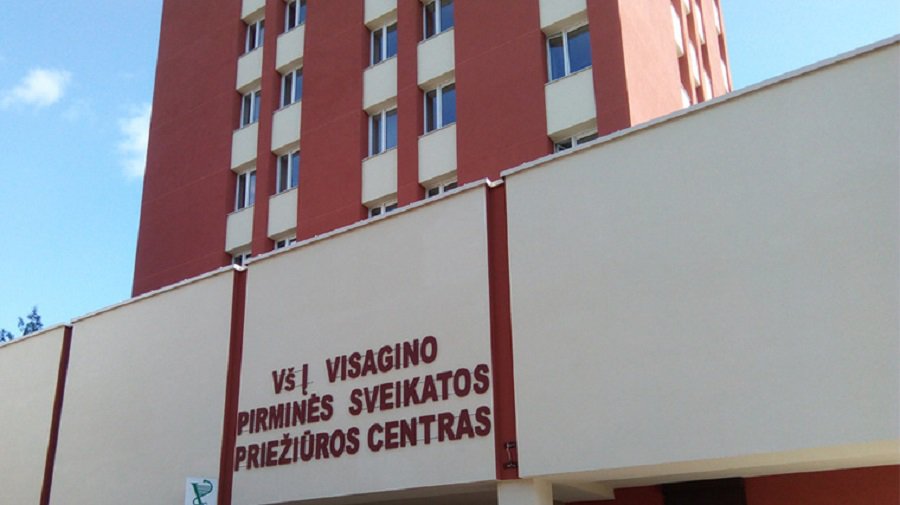 VŠĮ VISAGINO
PIRMINĖS SVEIKATOS
PRIEŽIŪROS CENTRAS